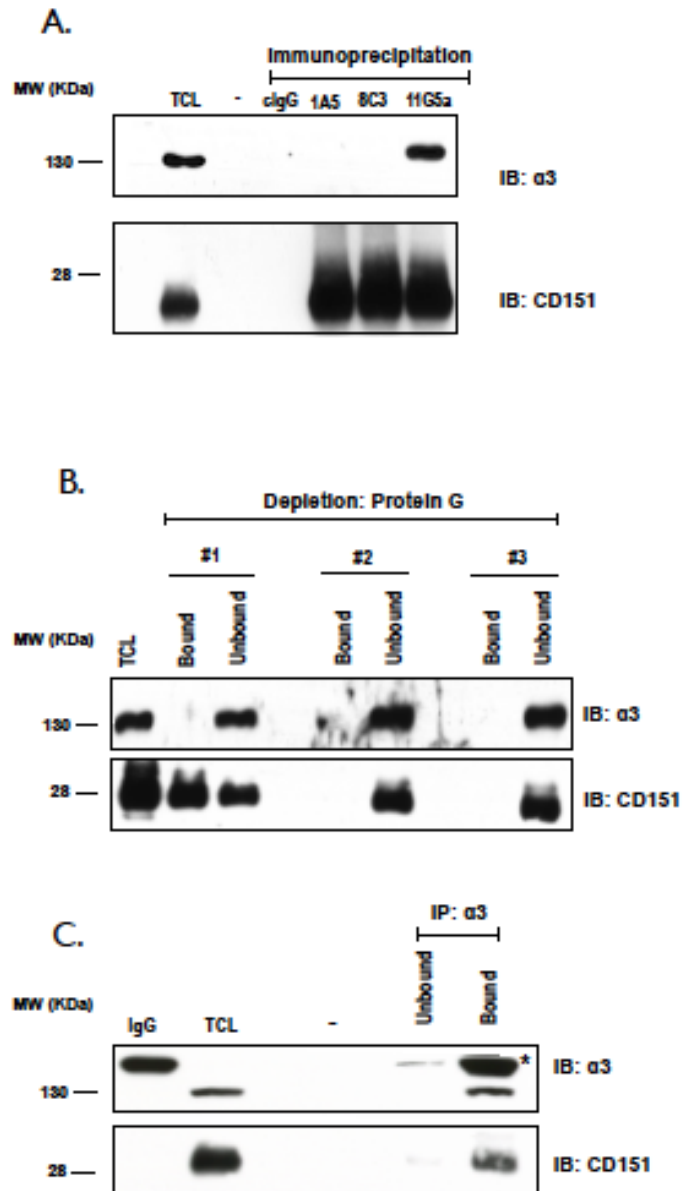 A.
Immunoprecipitation
MW (KDa)
TCL - cIgG 1A5 8C3 11G5a
130
IB: α3
28
IB: CD151
B.
Depletion: Protein G
#1 #2 #3
MW (KDa)
TCL Bound Unbound Bound Unbound Bound Unbound
130
IB: α3
28
IB: CD151
C.
IP: α3
MW (KDa)
IgG TCL - Unbound Bound
*
IB: α3
130
IB: CD151
28